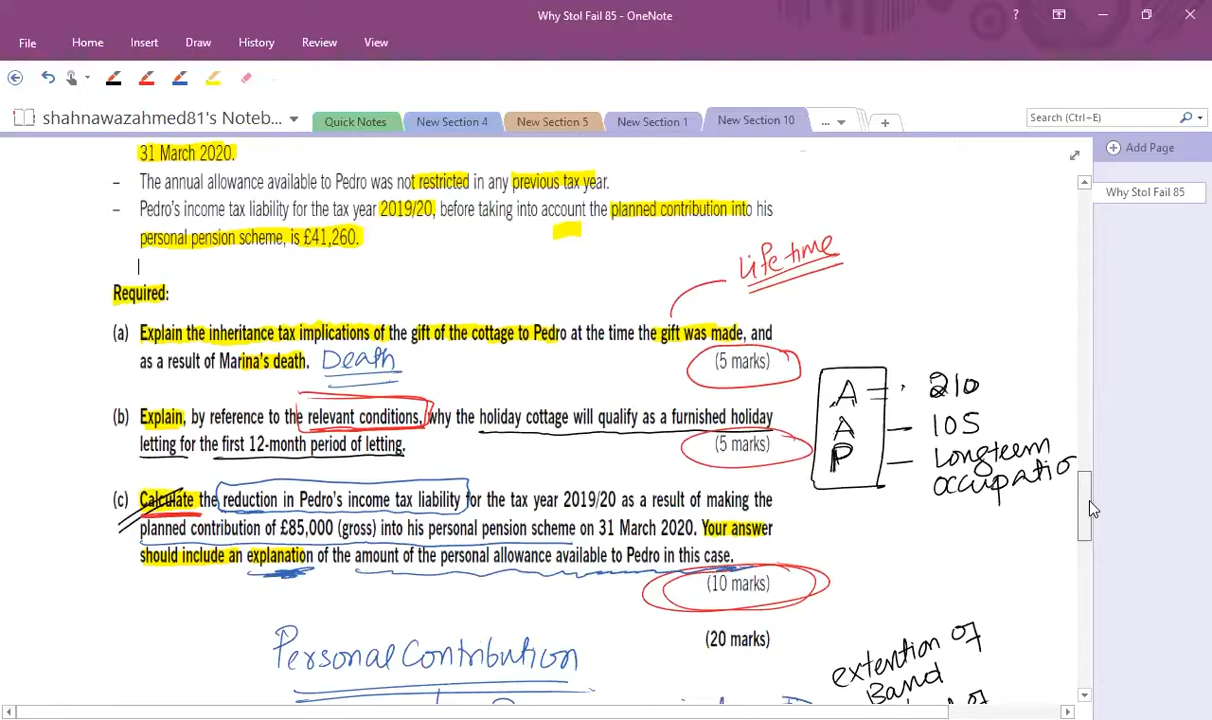 Why Stol Fail 85 - OneNote
?
File Home Insert Draw History Review View
shahnawazahmed81's Noteb... Quick Notes New Section 4 New Section 5 New Section 1 New Section 10 ... + Search (Ctrl+E)
Add Page
Why Stol Fail 85
31 March 2020.
– The annual allowance available to Pedro was not restricted in any previous tax year.
– Pedro's income tax liability for the tax year 2019/20, before taking into account the planned contribution into his
personal pension scheme, is £41,260.
Lifetime
Required:
(a) Explain the inheritance tax implications of the gift of the cottage to Pedro at the time the gift was made, and
as a result of Marina's death. Death (5 marks)
A = 210
A – 105
P – Longteem
occupatio
(b) Explain, by reference to the relevant conditions, why the holiday cottage will qualify as a furnished holiday
letting for the first 12-month period of letting. (5 marks)
(c) Calculate the reduction in Pedro's income tax liability for the tax year 2019/20 as a result of making the
planned contribution of £85,000 (gross) into his personal pension scheme on 31 March 2020. Your answer
should include an explanation of the amount of the personal allowance available to Pedro in this case.
(10 marks)
(20 marks)
Personal Contribution
extention of
Band